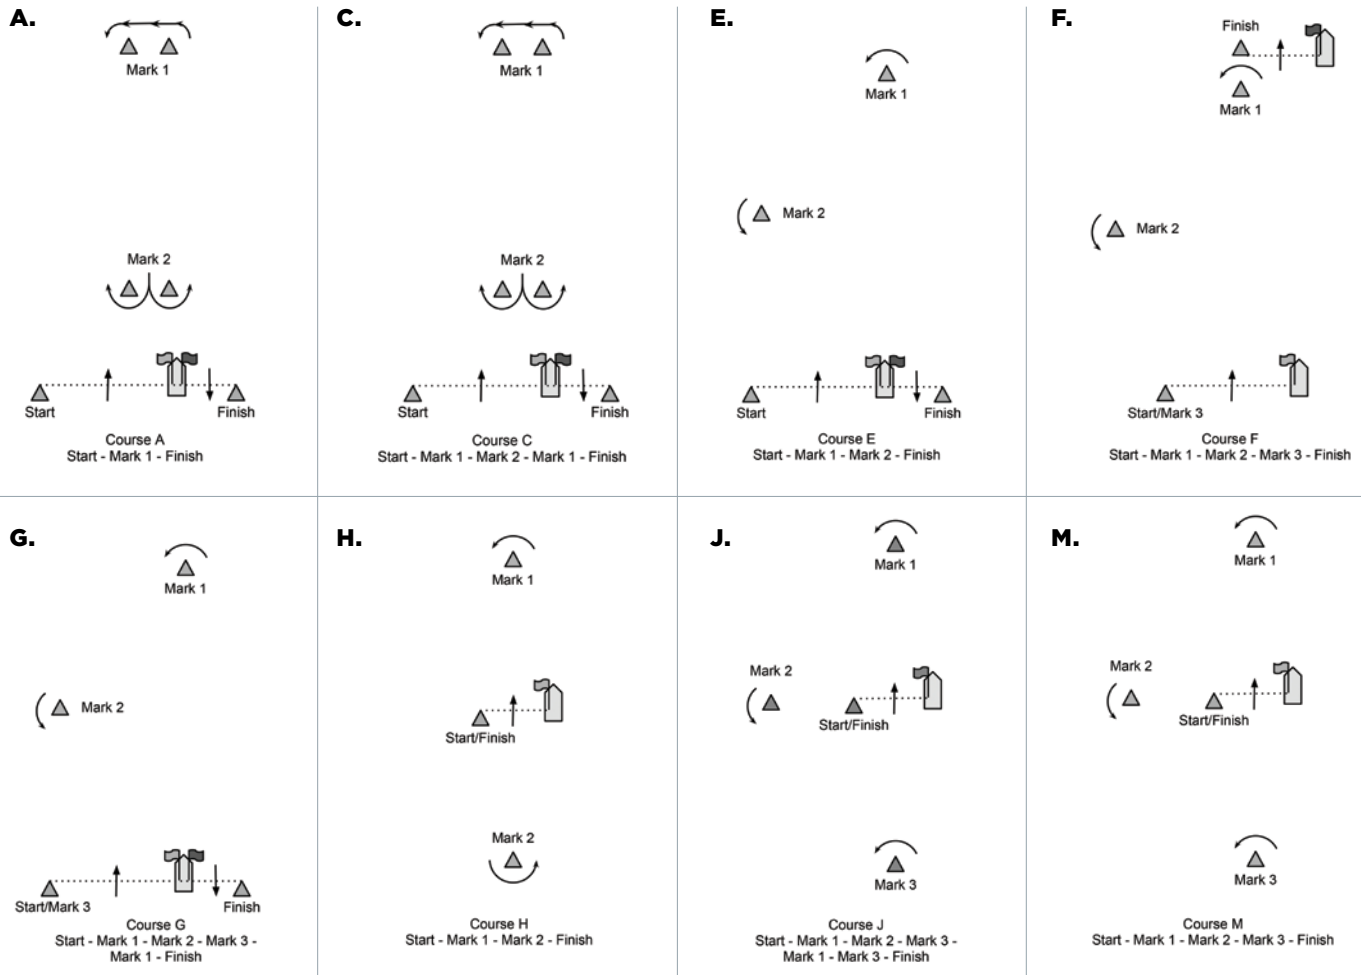 A.
Mark 1
Mark 2
Start
Finish
Course A
Start - Mark 1 - Finish
C.
Mark 1
Mark 2
Start
Finish
Course C
Start - Mark 1 - Mark 2 - Mark 1 - Finish
E.
Mark 1
Mark 2
Start
Finish
Course E
Start - Mark 1 - Mark 2 - Finish
F.
Finish
Mark 1
Mark 2
Start/Mark 3
Course F
Start - Mark 1 - Mark 2 - Mark 3 - Finish
G.
Mark 1
Mark 2
Start/Mark 3
Finish
Course G
Start - Mark 1 - Mark 2 - Mark 3 -
Mark 1 - Finish
H.
Mark 1
Start/Finish
Mark 2
Course H
Start - Mark 1 - Mark 2 - Finish
J.
Mark 1
Mark 2
Start/Finish
Mark 3
Course J
Start - Mark 1 - Mark 2 - Mark 3 -
Mark 1 - Mark 3 - Finish
M.
Mark 1
Mark 2
Start/Finish
Mark 3
Course M
Start - Mark 1 - Mark 2 - Mark 3 - Finish